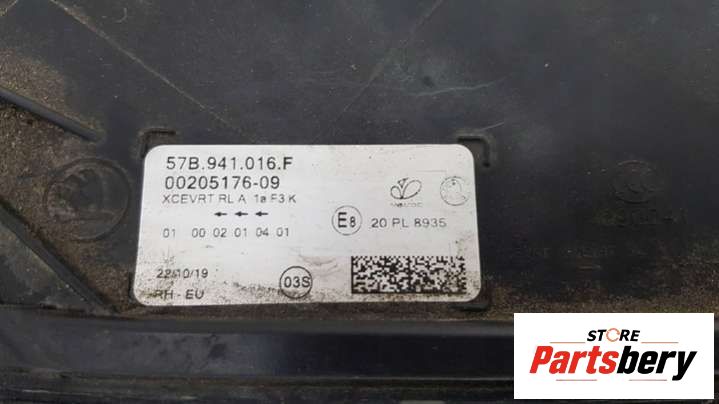 57B.941.016.F
00205176-09
XCEVRT RL A 1a F3 K
01 00 02 01 04 01
E8
20 PL 8935
22/10/19
03S
RH - EU
STORE
Partsbery